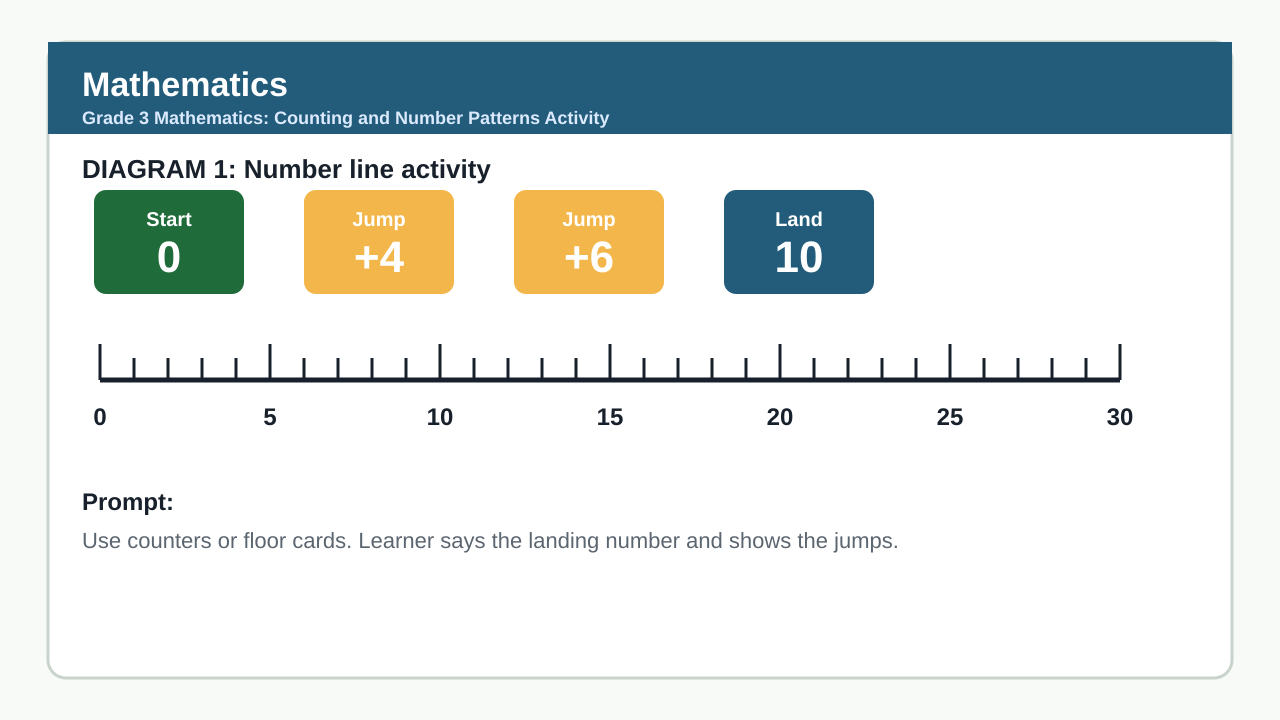 Mathematics
Grade 3 Mathematics: Counting and Number Patterns Activity
DIAGRAM 1: Number line activity
Start Jump Jump Land
0 +4 +6 10
0 5 10 15 20 25 30
Prompt:
Use counters or floor cards. Learner says the landing number and shows the jumps.